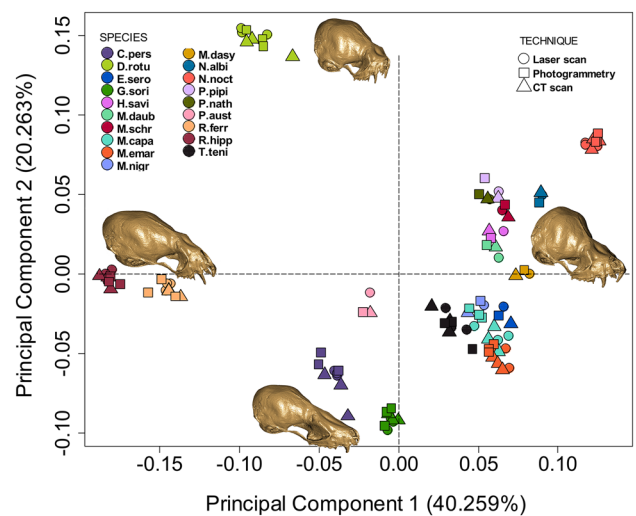 SPECIES
C.pers
D.rotu
E.sero
G.sori
H.savi
M.daub
M.schr
M.capa
M.emar
M.nigr
M.dasy
N.albi
N.noct
P.pipi
P.nath
P.aust
R.ferr
R.hipp
T.teni
TECHNIQUE
Laser scan
Photogrammetry
CT scan
Principal Component 2 (20.263%)
0.15
0.10
0.05
0.00
-0.05
-0.10
-0.15
-0.10
-0.05
0.00
0.05
0.10
Principal Component 1 (40.259%)